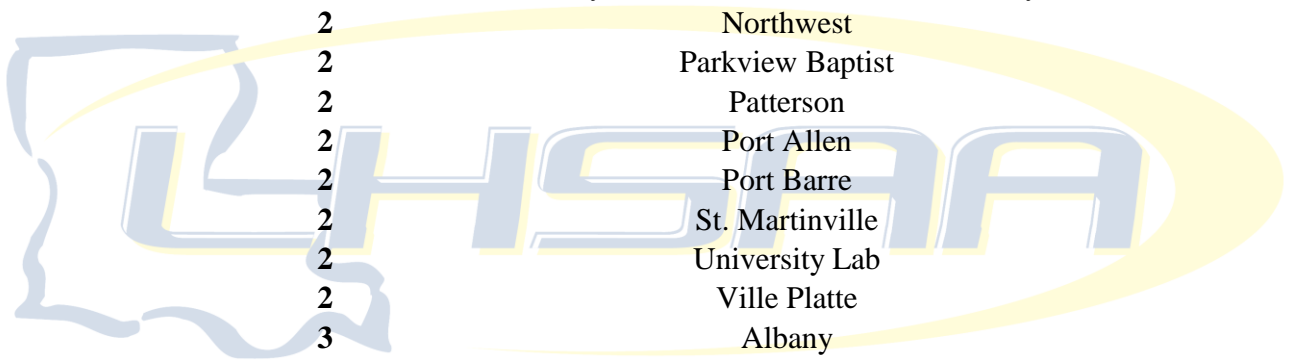 2 Northwest
2 Parkview Baptist
2 Patterson
2 Port Allen
2 Port Barre
2 St. Martinville
2 University Lab
2 Ville Platte
3 Albany
LHSAA